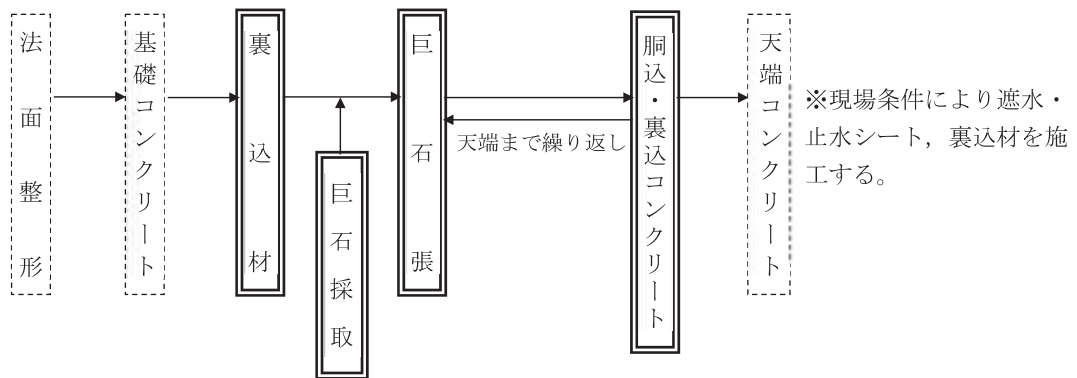 法面整形
基礎コンクリート
裏込材
巨石採取
巨石張
天端まで繰り返し
胴込・裏込コンクリート
天端コンクリート
※現場条件により遮水・
止水シート，裏込材を施
工する。